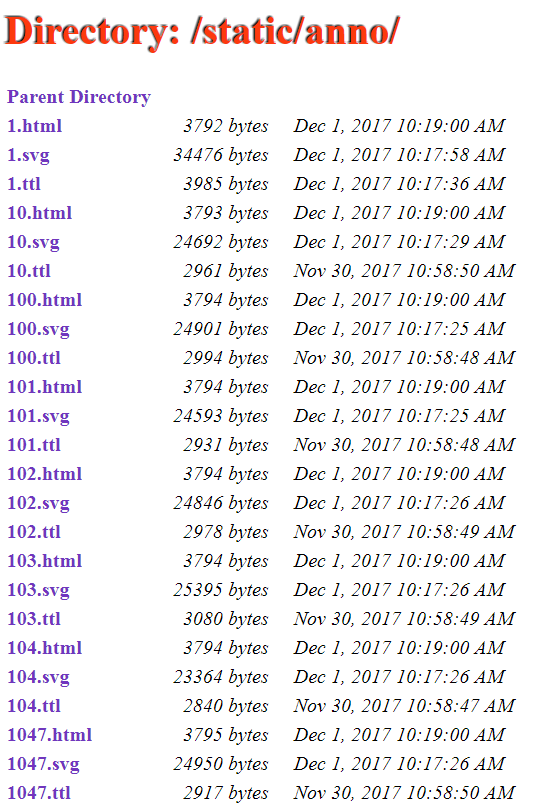 Directory: /static/anno/
Parent Directory
1.html 3792 bytes Dec 1, 2017 10:19:00 AM
1.svg 34476 bytes Dec 1, 2017 10:17:58 AM
1.ttl 3985 bytes Dec 1, 2017 10:17:36 AM
10.html 3793 bytes Dec 1, 2017 10:19:00 AM
10.svg 24692 bytes Dec 1, 2017 10:17:29 AM
10.ttl 2961 bytes Nov 30, 2017 10:58:50 AM
100.html 3794 bytes Dec 1, 2017 10:19:00 AM
100.svg 24901 bytes Dec 1, 2017 10:17:25 AM
100.ttl 2994 bytes Nov 30, 2017 10:58:48 AM
101.html 3794 bytes Dec 1, 2017 10:19:00 AM
101.svg 24593 bytes Dec 1, 2017 10:17:25 AM
101.ttl 2931 bytes Nov 30, 2017 10:58:48 AM
102.html 3794 bytes Dec 1, 2017 10:19:00 AM
102.svg 24846 bytes Dec 1, 2017 10:17:26 AM
102.ttl 2978 bytes Nov 30, 2017 10:58:49 AM
103.html 3794 bytes Dec 1, 2017 10:19:00 AM
103.svg 25395 bytes Dec 1, 2017 10:17:26 AM
103.ttl 3080 bytes Nov 30, 2017 10:58:49 AM
104.html 3794 bytes Dec 1, 2017 10:19:00 AM
104.svg 23364 bytes Dec 1, 2017 10:17:26 AM
104.ttl 2840 bytes Nov 30, 2017 10:58:47 AM
1047.html 3795 bytes Dec 1, 2017 10:19:00 AM
1047.svg 24950 bytes Dec 1, 2017 10:17:26 AM
1047.ttl 2917 bytes Nov 30, 2017 10:58:50 AM